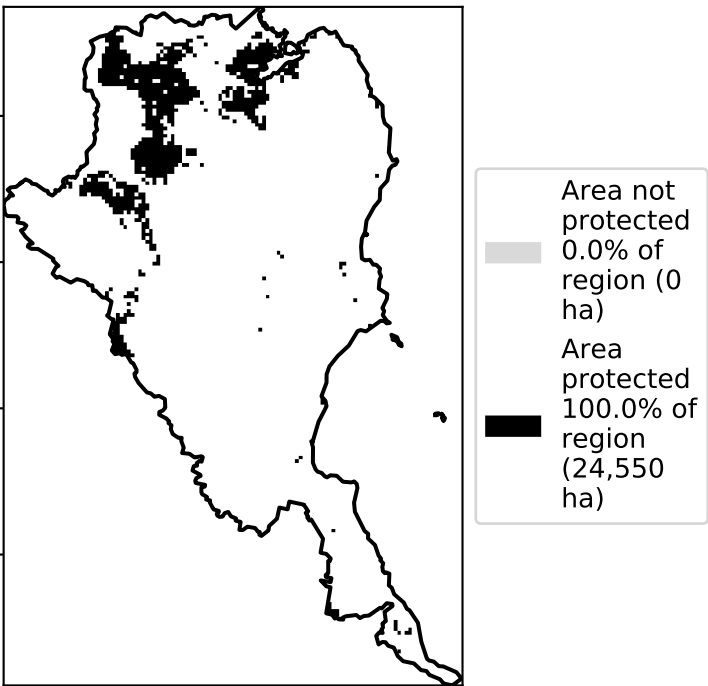 Area not
protected
0.0% of
region (0
ha)
Area
protected
100.0% of
region
(24,550
ha)